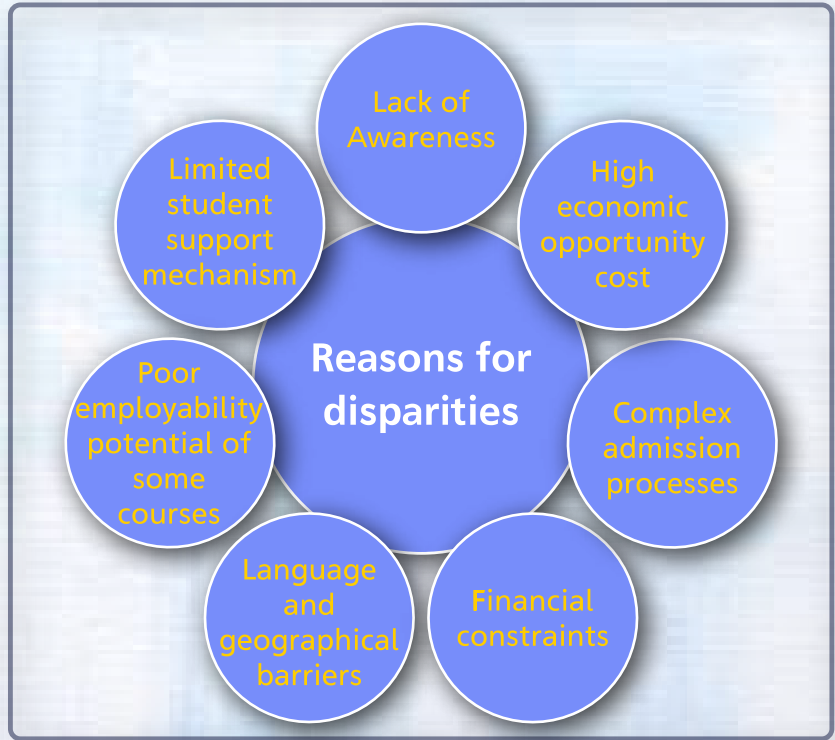 Reasons for
disparities
Lack of
Awareness
High
economic
opportunity
cost
Complex
admission
processes
Financial
constraints
Language
and
geographical
barriers
Poor
employability
potential of
some
courses
Limited
student
support
mechanism